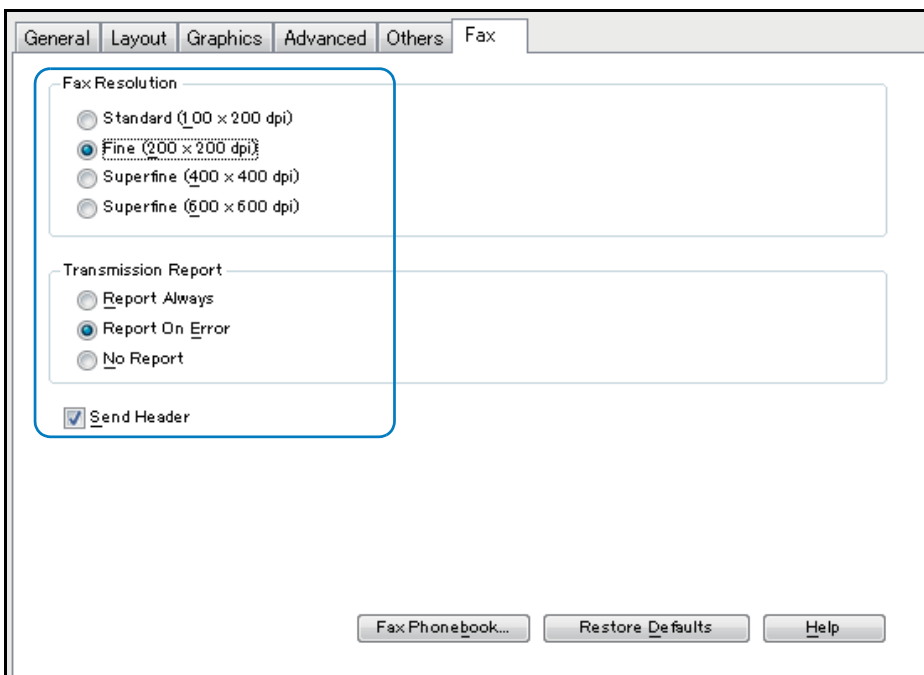 General Layout Graphics Advanced Others Fax
Fax Resolution
Standard (100 × 200 dpi)
Fine (200 × 200 dpi)
Superfine (400 × 400 dpi)
Superfine (600 × 600 dpi)
Transmission Report
Report Always
Report On Error
No Report
Send Header
Fax Phonebook... Restore Defaults Help